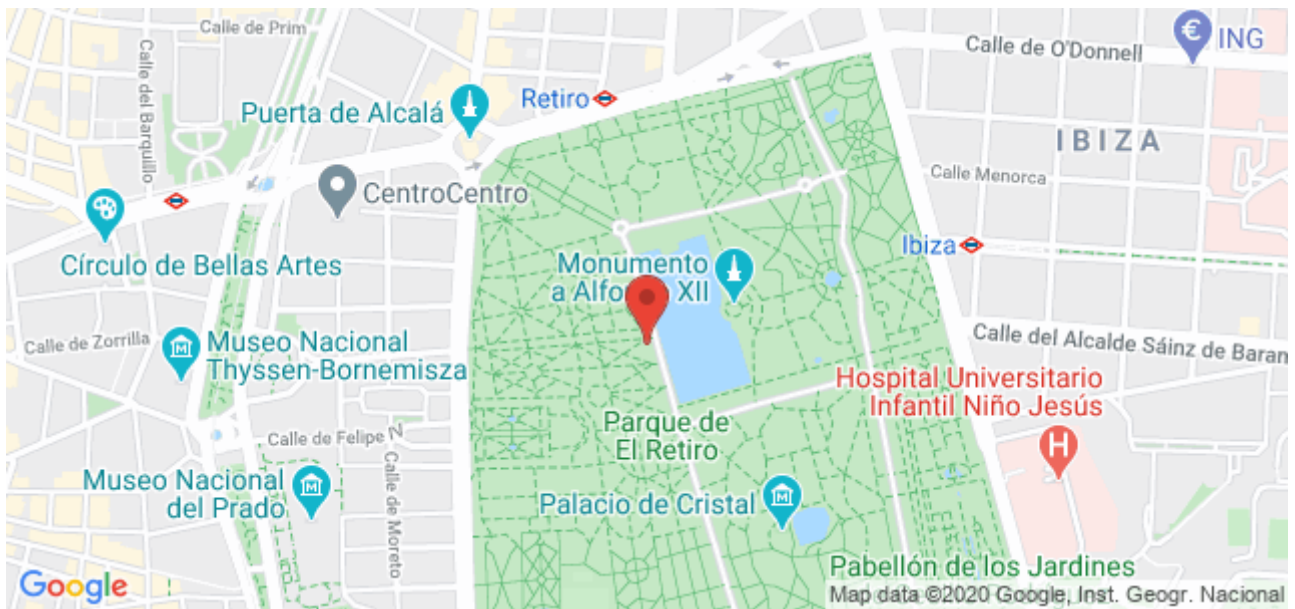 Calle de Prim
Calle de O'Donnell
ING
Calle del Barquillo
Retiro
Puerta de Alcalá
IBIZA
Calle Menorca
CentroCentro
Círculo de Bellas Artes
Ibiza
Monumento
a Alfo XII
Calle de Zorrilla
Museo Nacional
Thyssen-Bornemisza
Calle del Alcalde Sáinz de Baran
Hospital Universitario
Infantil Niño Jesús
H
Parque de
El Retiro
Calle de Felipe
Calle de Moreto
Museo Nacional
del Prado
Palacio de Cristal
Pabellón de los Jardines
Google
Map data ©2020 Google, Inst. Geogr. Nacional